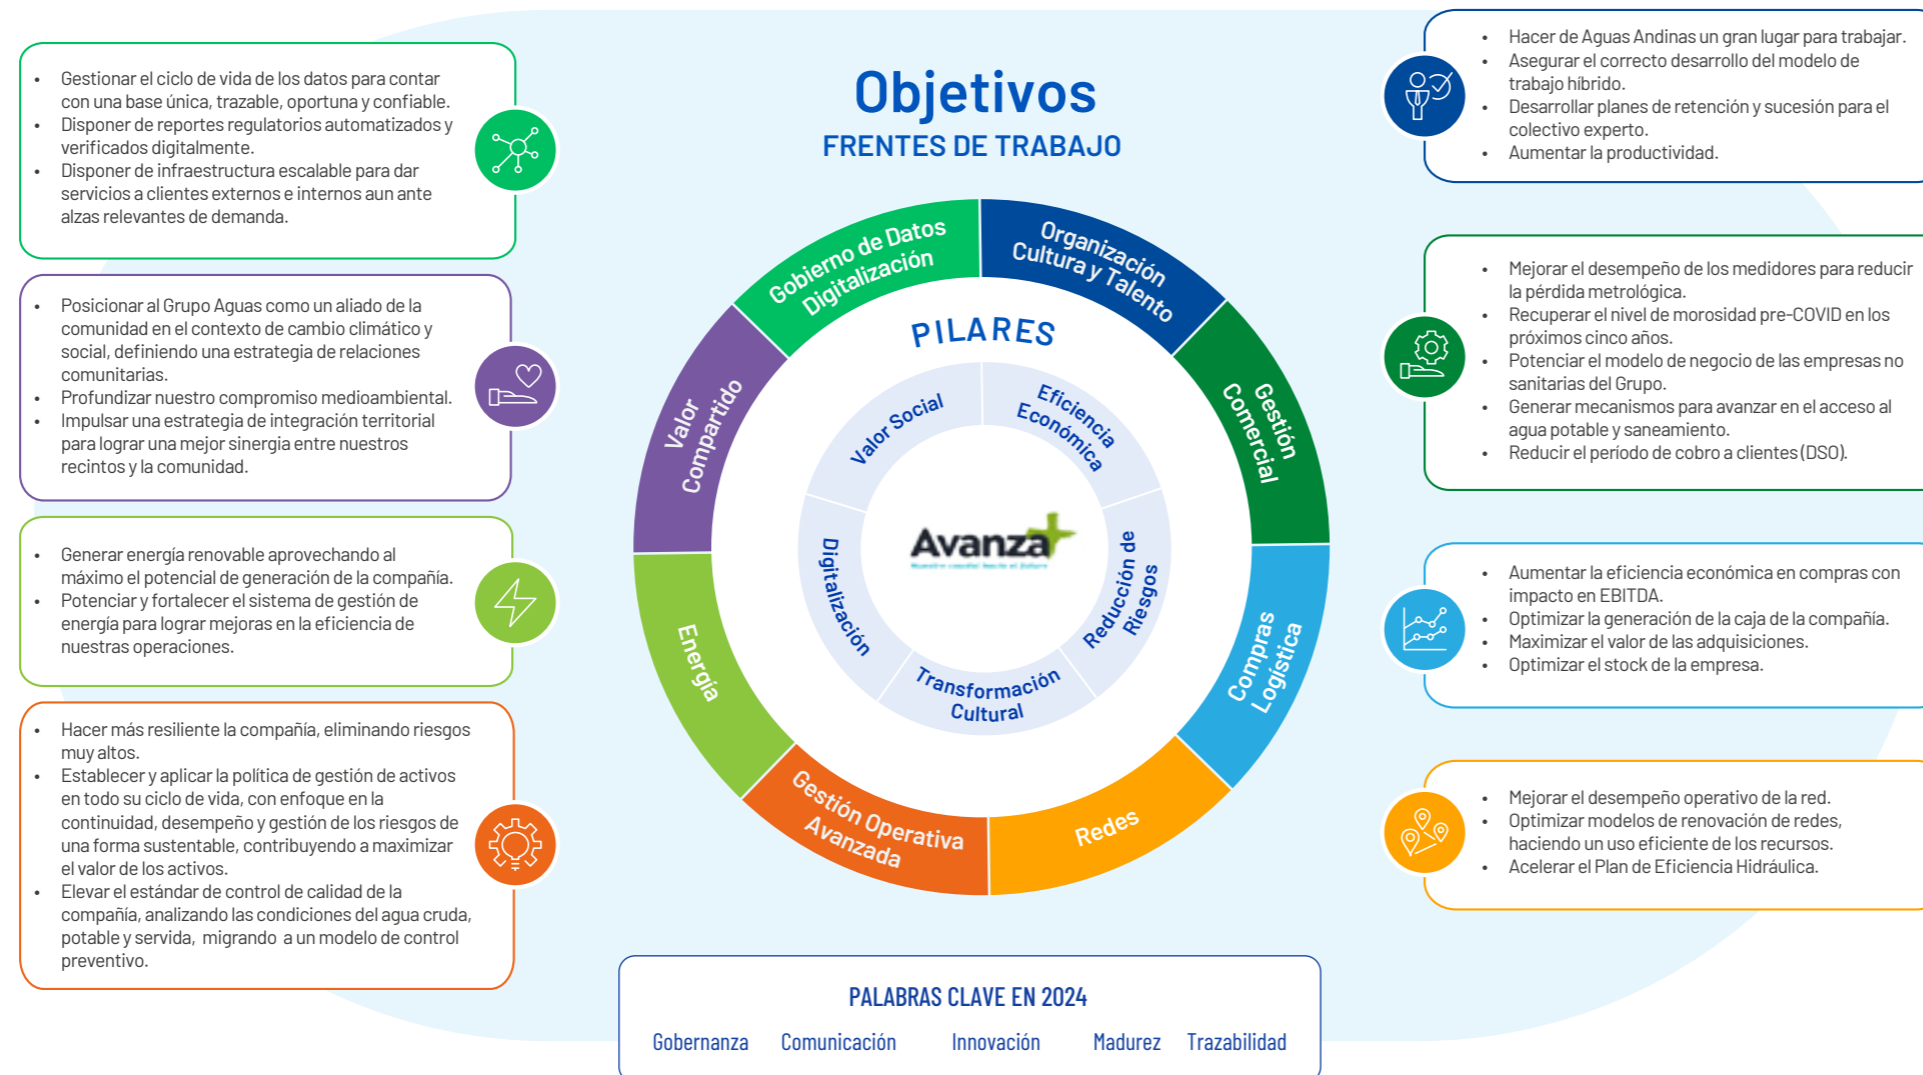 Objetivos
FRENTES DE TRABAJO
• Gestionar el ciclo de vida de los datos para contar
con una base única, trazable, oportuna y confiable.
• Disponer de reportes regulatorios automatizados y
verificados digitalmente.
• Disponer de infraestructura escalable para dar
servicios a clientes externos e internos aun ante
alzas relevantes de demanda.
• Posicionar al Grupo Aguas como un aliado de la
comunidad en el contexto de cambio climático y
social, definiendo una estrategia de relaciones
comunitarias.
• Profundizar nuestro compromiso medioambiental.
• Impulsar una estrategia de integración territorial
para lograr una mejor sinergia entre nuestros
recintos y la comunidad.
• Generar energía renovable aprovechando al
máximo el potencial de generación de la compañía.
• Potenciar y fortalecer el sistema de gestión de
energía para lograr mejoras en la eficiencia de
nuestras operaciones.
• Hacer más resiliente la compañía, eliminando riesgos
muy altos.
• Establecer y aplicar la política de gestión de activos
en todo su ciclo de vida, con enfoque en la
continuidad, desempeño y gestión de los riesgos de
una forma sustentable, contribuyendo a maximizar
el valor de los activos.
• Elevar el estándar de control de calidad de la
compañía, analizando las condiciones del agua cruda,
potable y servida, migrando a un modelo de control
preventivo.
Gobierno de Datos
Digitalización
Organización
Cultura y Talento
Gestión
Comercial
Compras
Logística
Redes
Gestión Operativa
Avanzada
Energía
Valor
Compartido
PILARES
Valor Social
Eficiencia
Económica
Reducción de
Riesgos
Transformación
Cultural
Digitalización
Avanza+
Nuestro caudal hacia el futuro
• Hacer de Aguas Andinas un gran lugar para trabajar.
• Asegurar el correcto desarrollo del modelo de
trabajo híbrido.
• Desarrollar planes de retención y sucesión para el
colectivo experto.
• Aumentar la productividad.
• Mejorar el desempeño de los medidores para reducir
la pérdida metrológica.
• Recuperar el nivel de morosidad pre-COVID en los
próximos cinco años.
• Potenciar el modelo de negocio de las empresas no
sanitarias del Grupo.
• Generar mecanismos para avanzar en el acceso al
agua potable y saneamiento.
• Reducir el período de cobro a clientes (DSO).
• Aumentar la eficiencia económica en compras con
impacto en EBITDA.
• Optimizar la generación de la caja de la compañía.
• Maximizar el valor de las adquisiciones.
• Optimizar el stock de la empresa.
• Mejorar el desempeño operativo de la red.
• Optimizar modelos de renovación de redes,
haciendo un uso eficiente de los recursos.
• Acelerar el Plan de Eficiencia Hidráulica.
PALABRAS CLAVE EN 2024
Gobernanza Comunicación Innovación Madurez Trazabilidad